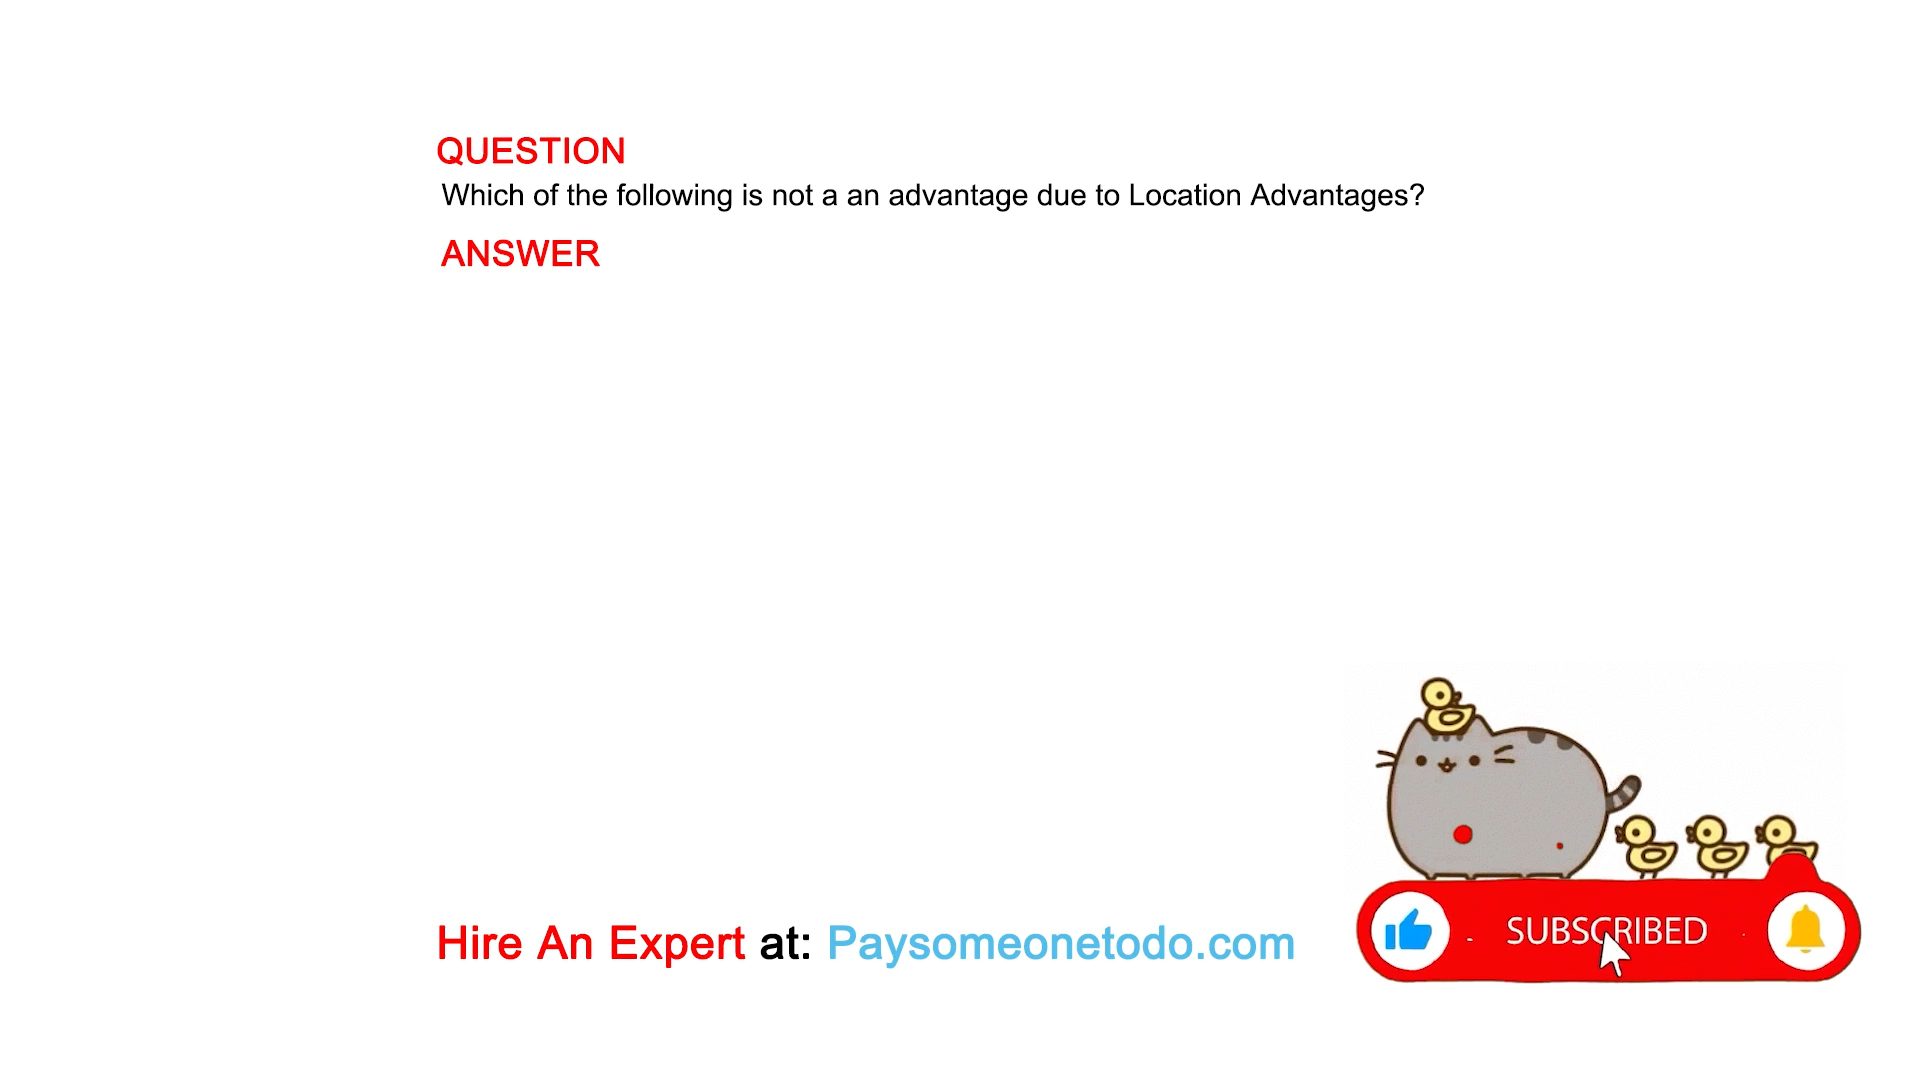 QUESTION
Which of the following is not a an advantage due to Location Advantages?
ANSWER
Hire An Expert at: Paysomeonetodo.com
SUBSCRIBED